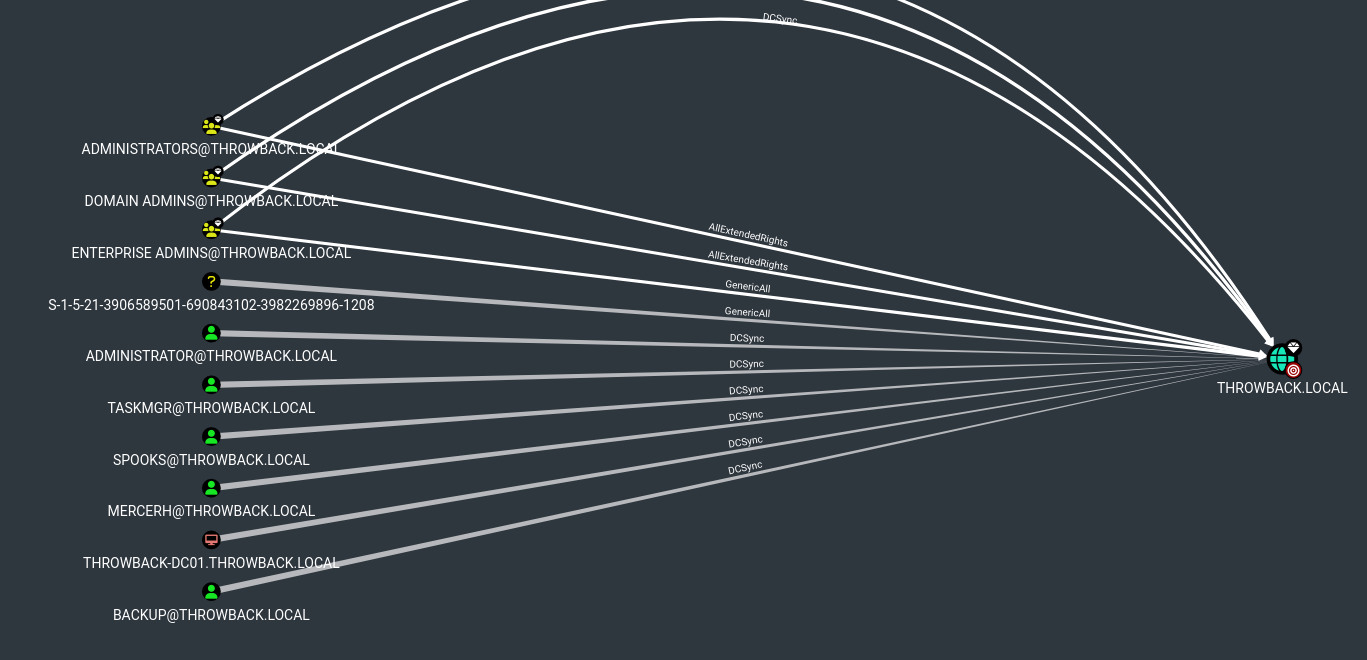 DCSync
ADMINISTRATORS@THROWBACK.LOCAL
DOMAIN ADMINS@THROWBACK.LOCAL
AllExtendedRights
ENTERPRISE ADMINS@THROWBACK.LOCAL
AllExtendedRights
GenericAll
S-1-5-21-3906589501-690843102-3982269896-1208
GenericAll
DCSync
ADMINISTRATOR@THROWBACK.LOCAL
DCSync
THROWBACK.LOCAL
DCSync
TASKMGR@THROWBACK.LOCAL
DCSync
DCSync
SPOOKS@THROWBACK.LOCAL
DCSync
MERCERH@THROWBACK.LOCAL
THROWBACK-DC01.THROWBACK.LOCAL
BACKUP@THROWBACK.LOCAL